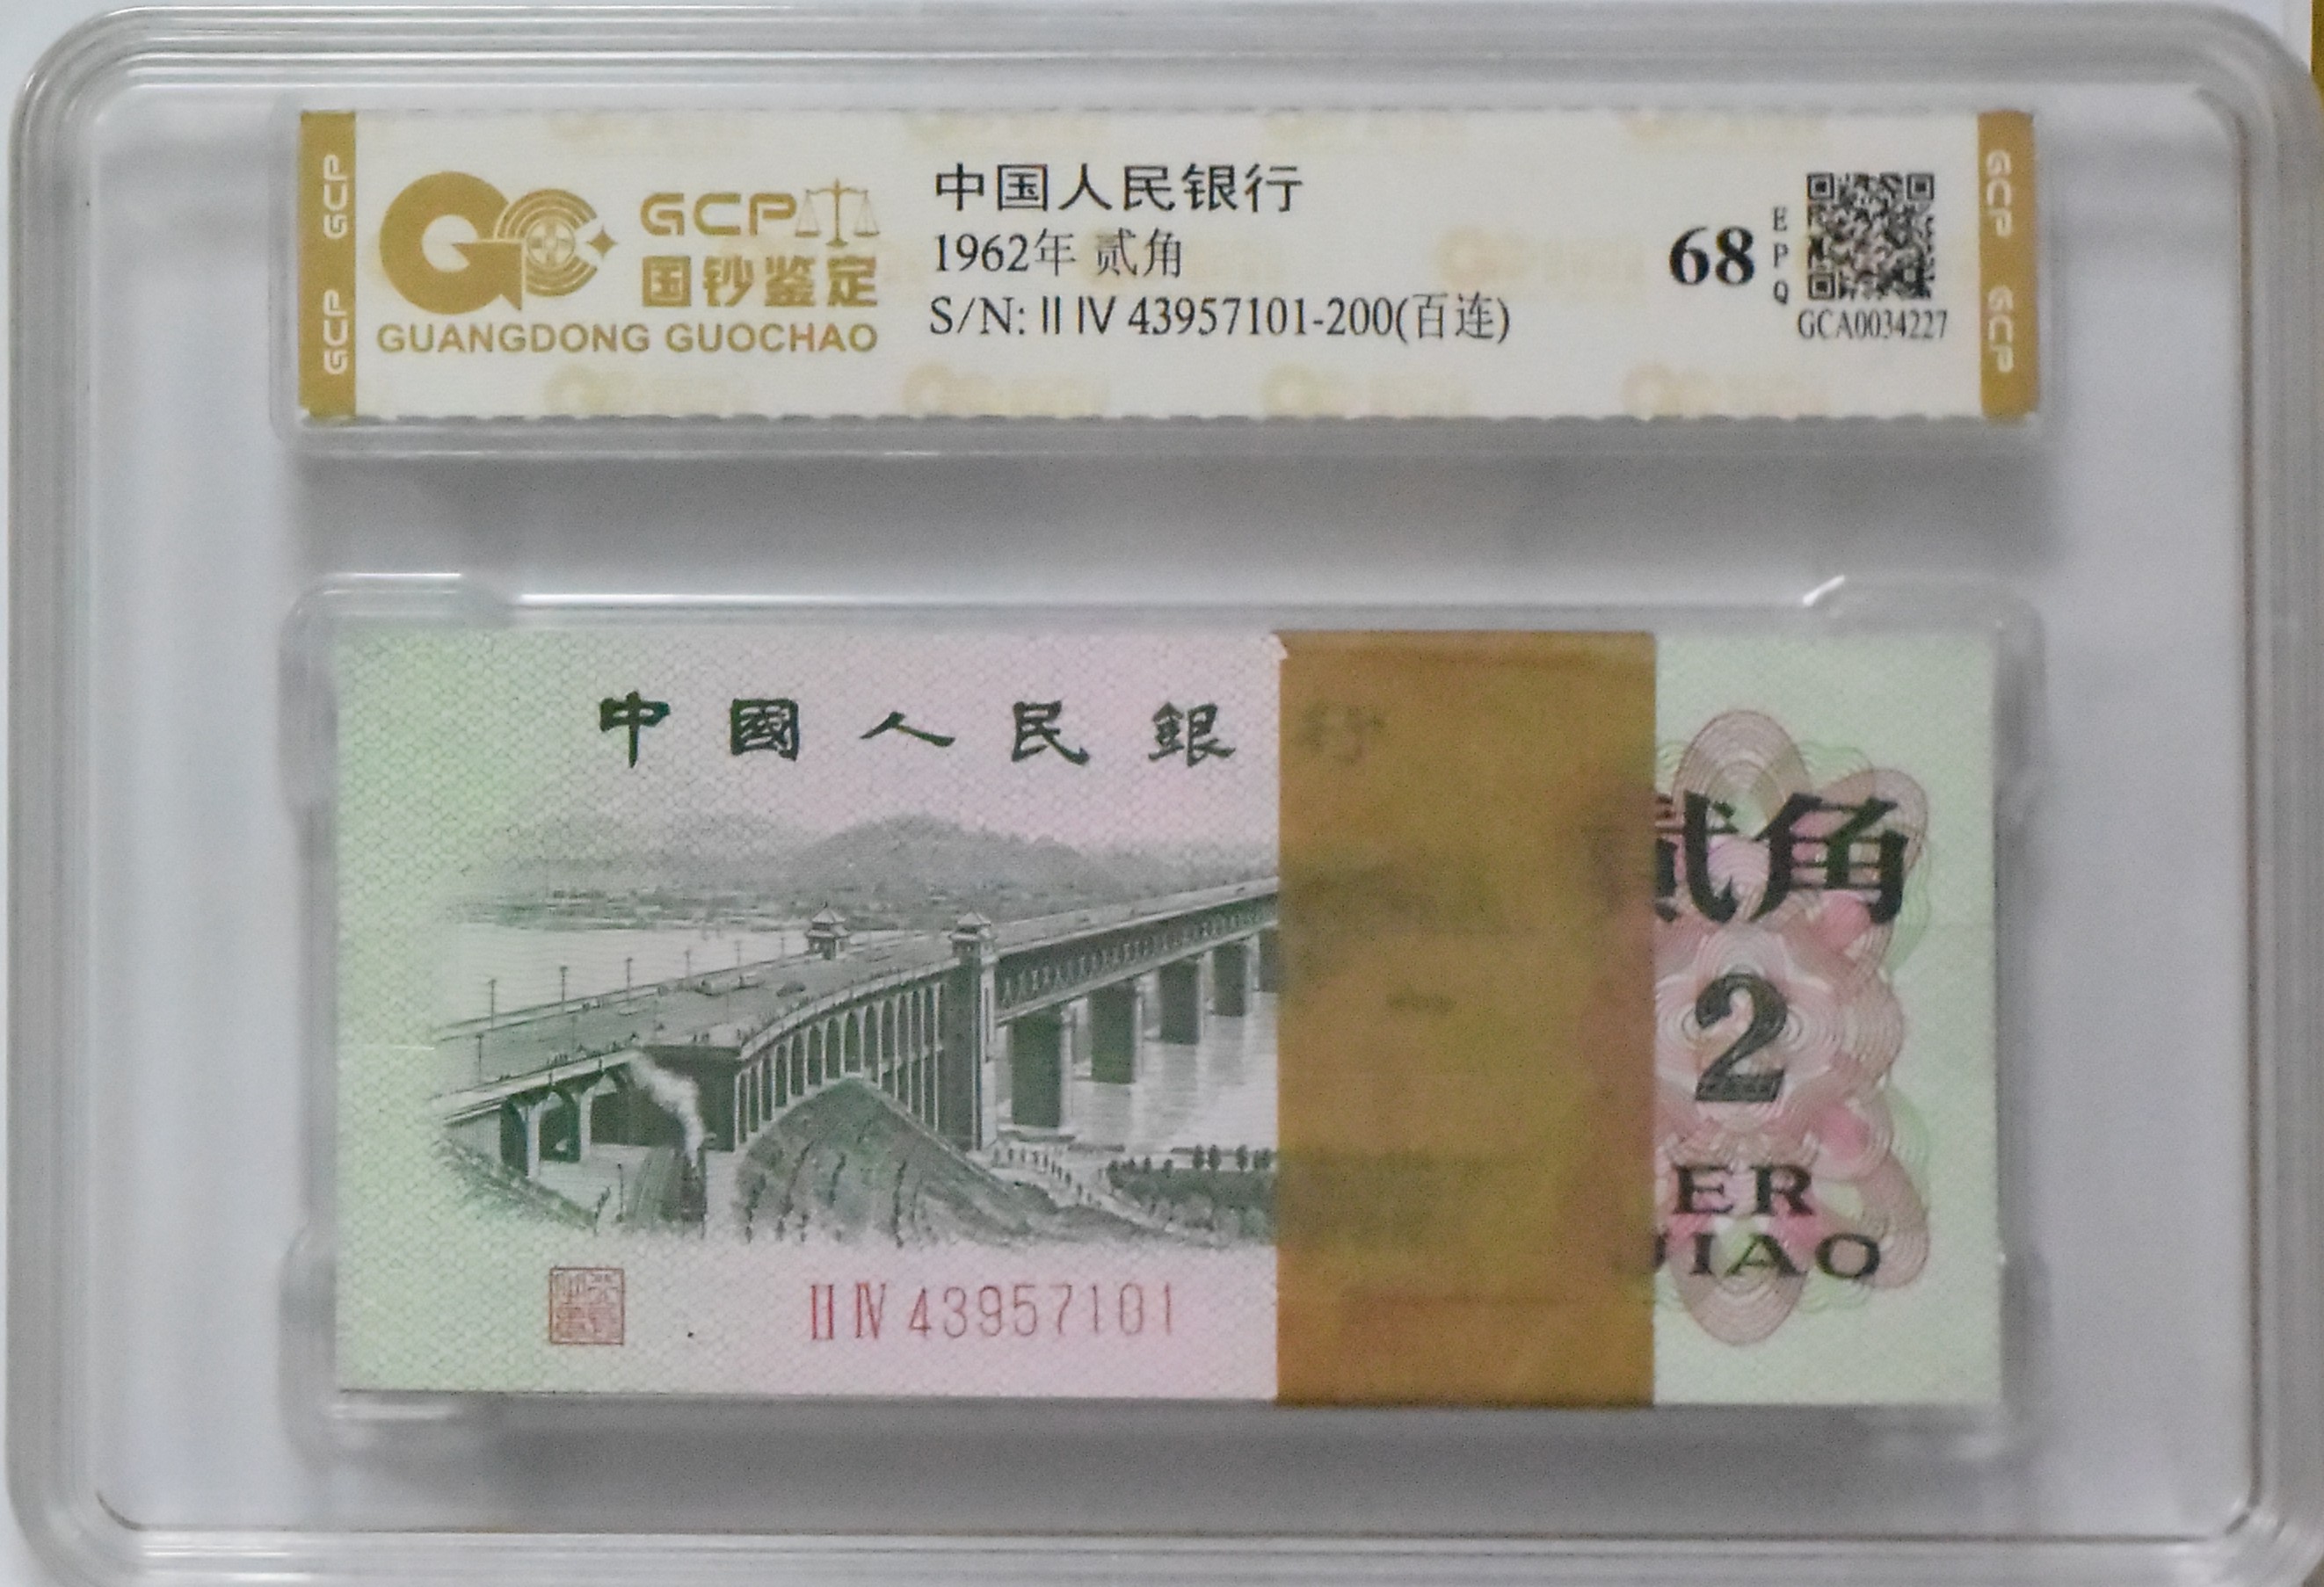 GCP GCP
GCP
国钞鉴定
GUANGDONG GUOCHAO
中国人民银行
1962年 贰角
S/N: II IV 43957101-200(百连)
68
EPQ
GCA0034227
GCP GCP
中國人民銀行
贰角
2
ER
JIAO
II IV 43957101